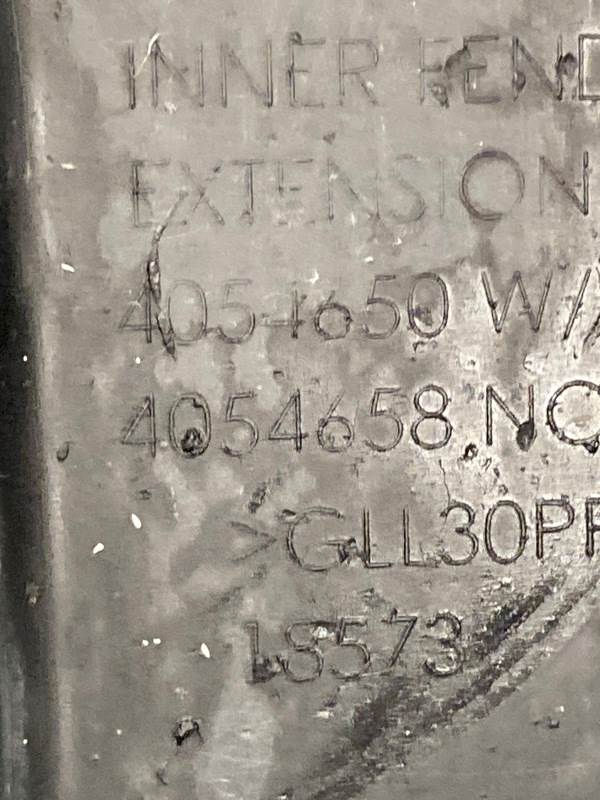 INNER FEND
EXTENSION
4054650 W/
4054658 NO
>GLL30PP
18573